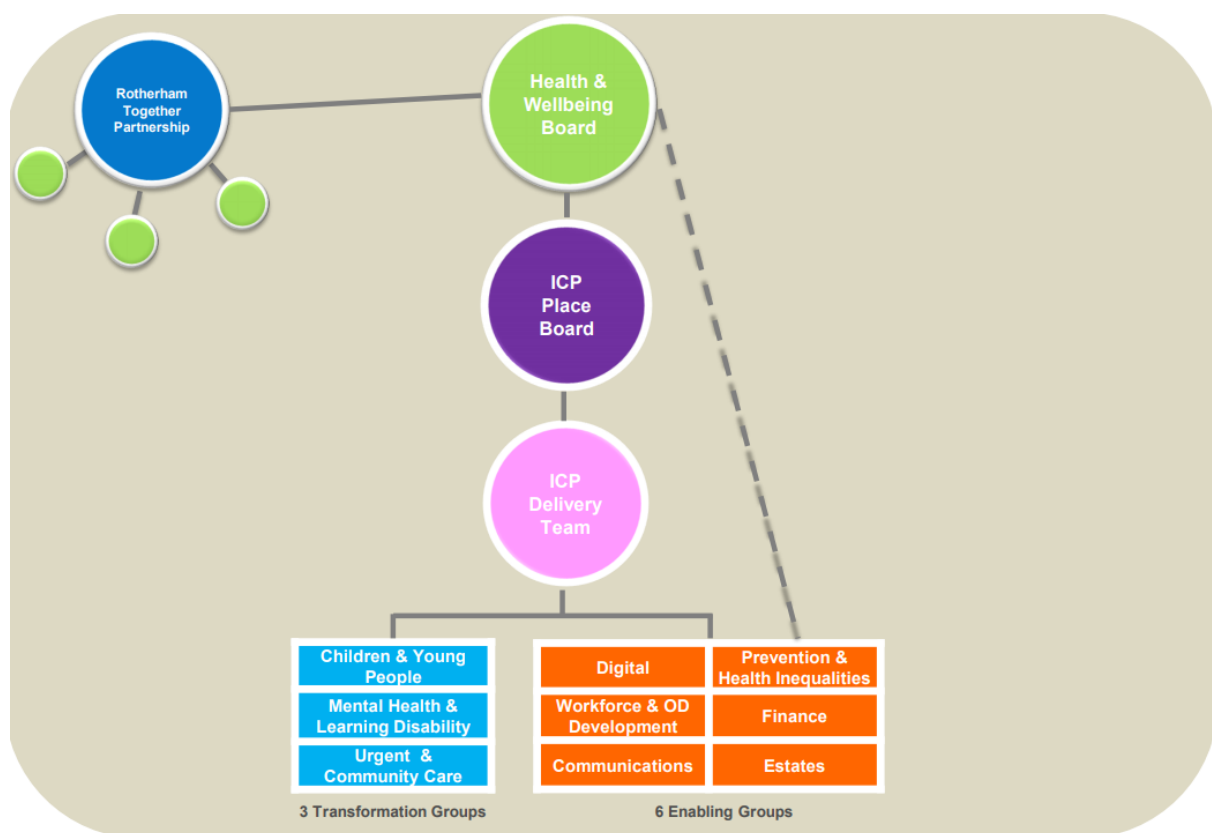 Rotherham
Together
Partnership
Health &
Wellbeing
Board
ICP
Place
Board
ICP
Delivery
Team
Children & Young
People
Mental Health &
Learning Disability
Urgent &
Community Care
3 Transformation Groups
Digital
Prevention &
Health Inequalities
Workforce & OD
Development
Finance
Communications
Estates
6 Enabling Groups